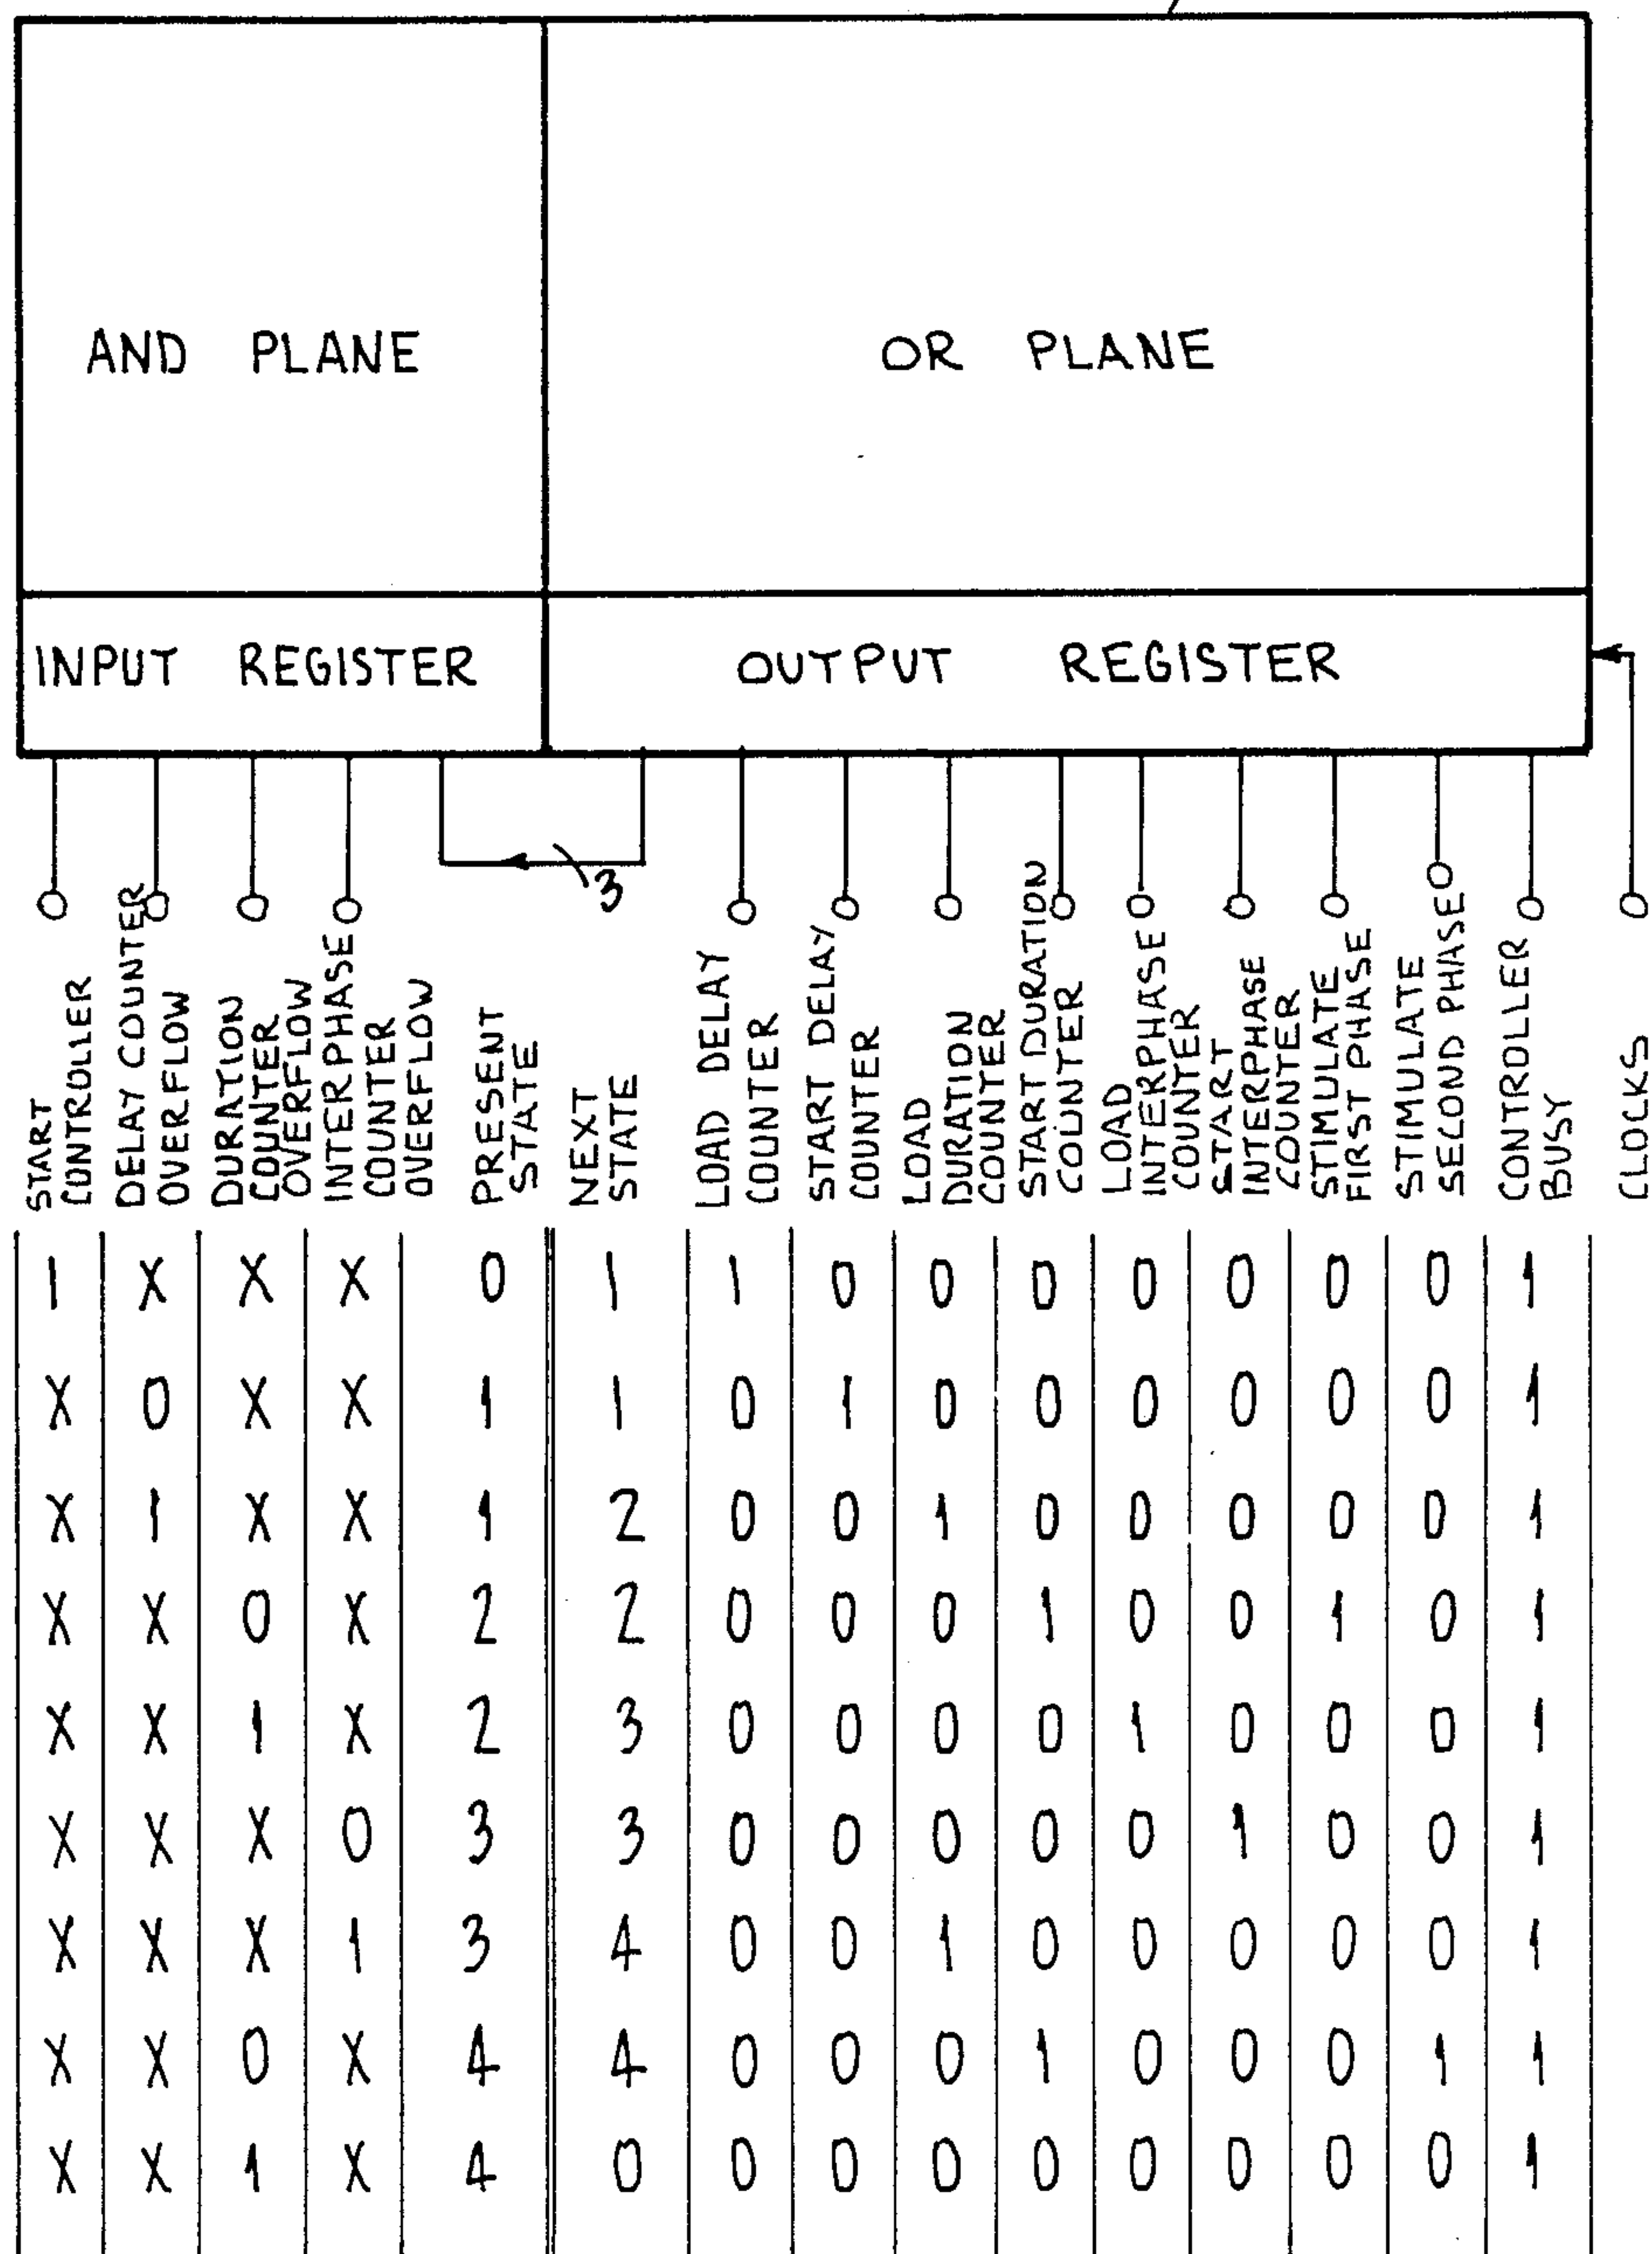 AND PLANE
OR PLANE
INPUT REGISTER
OUTPUT REGISTER
3
START
CONTROLLER
DELAY COUNTER
OVERFLOW
DURATION
COUNTER
OVERFLOW
INTERPHASE
COUNTER
OVERFLOW
PRESENT
STATE
NEXT
STATE
LOAD DELAY
COUNTER
START DELAY
COUNTER
LOAD
DURATION
COUNTER
START DURATION
COUNTER
LOAD
INTERPHASE
COUNTER
START
INTERPHASE
COUNTER
STIMULATE
FIRST PHASE
STIMULATE
SECOND PHASE
CONTROLLER
BUSY
CLOCKS
1 X X X 0 1 1 0 0 0 0 0 0 0 1
X 0 X X 1 1 0 1 0 0 0 0 0 0 1
X 1 X X 1 2 0 0 1 0 0 0 0 0 1
X X 0 X 2 2 0 0 0 1 0 0 1 0 1
X X 1 X 2 3 0 0 0 0 1 0 0 0 1
X X X 0 3 3 0 0 0 0 0 1 0 0 1
X X X 1 3 4 0 0 1 0 0 0 0 0 1
X X 0 X 4 4 0 0 0 1 0 0 0 1 1
X X 1 X 4 0 0 0 0 0 0 0 0 0 1